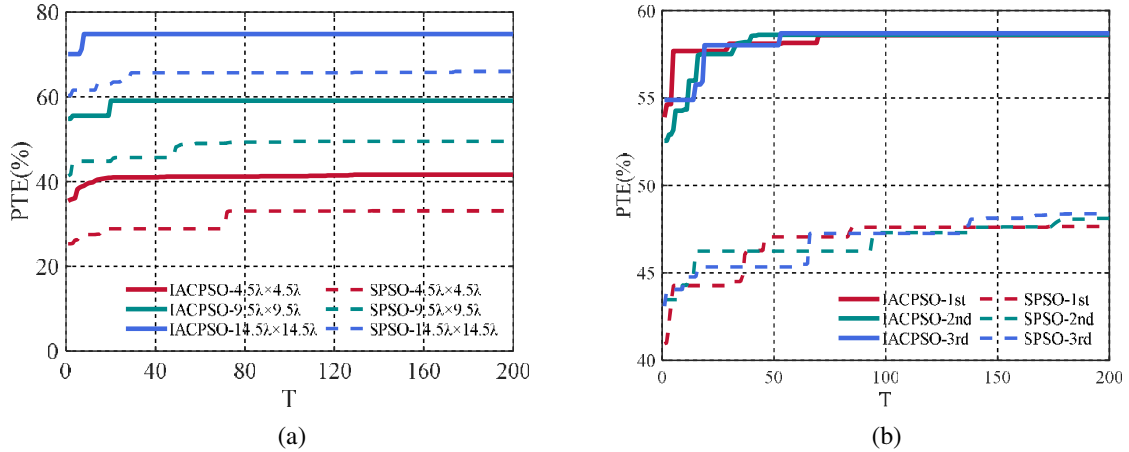 80
60
40
20
0
PTE(%)
IACPSO-4.5λ×4.5λ
IACPSO-9.5λ×9.5λ
IACPSO-14.5λ×14.5λ
SPSO-4.5λ×4.5λ
SPSO-9.5λ×9.5λ
SPSO-14.5λ×14.5λ
0 40 80 120 160 200
T
(a)
60
55
50
45
40
PTE(%)
IACPSO-1st
IACPSO-2nd
IACPSO-3rd
SPSO-1st
SPSO-2nd
SPSO-3rd
0 50 100 150 200
T
(b)